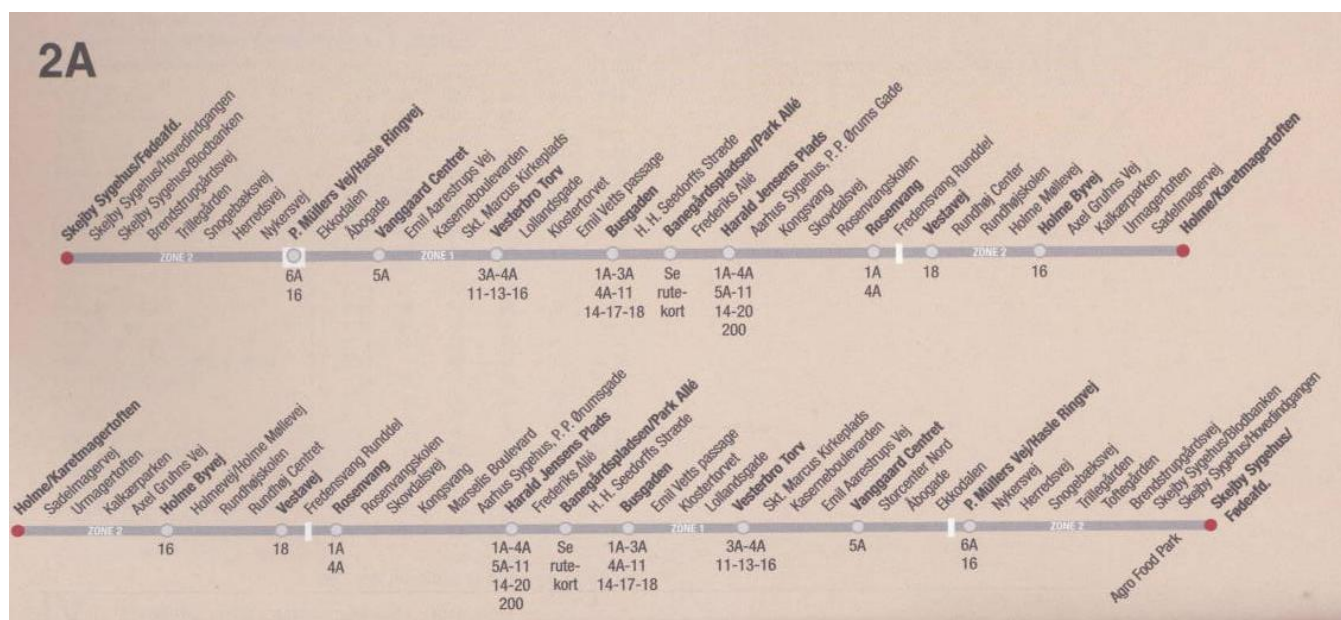 2A
Skejby Sygehus/Fødeafd.
Skejby Sygehus/Hovedindgangen
Skejby Sygehus/Blodbanken
Brendstrupgårdsvej
Trillegården
Snogebaksvej
Herredsvej
Nykersvej
P. Müllers Vej/Hasle Ringvej
Ekkodalen
Åbogade
Vanggaard Centret
Emil Aarestrups Vej
Kaserneboulevarden
Skt. Marcus Kirkeplads
Vesterbro Torv
Lollandsgade
Klostertorvet
Emil Vetts passage
Busgaden
H. H. Seedorffs Stræde
Banegårdspladsen/Park Allé
Frederiks Allé
Harald Jensens Plads
Aarhus Sygehus, P. P. Ørums Gade
Kongsvang
Skovdalsvej
Rosenvangskolen
Rosenvang
Fredensvang Runddel
Vestavej
Rundhøj Center
Rundhøjskolen
Holme Møllevej
Holme Byvej
Axel Gruhns Vej
Kalkærparken
Urmagertoften
Sadelmagervej
Holme/Karetmagertoften
ZONE 2
ZONE 1
ZONE 2
6A
16
5A
3A-4A
11-13-16
1A-3A
4A-11
14-17-18
Se
rute-
kort
1A-4A
5A-11
14-20
200
1A
4A
18
16
Holme/Karetmagertoften
Sadelmagervej
Urmagertoften
Kalkærparken
Axel Gruhns Vej
Holme Byvej
Holmevej/Holme Møllevej
Rundhøjskolen
Rundhøj Centret
Vestavej
Fredensvang Runddel
Rosenvang
Rosenvangskolen
Skovdalsvej
Kongsvang
Marselis Boulevard
Aarhus Sygehus, P. P. Ørumsgade
Harald Jensens Plads
Frederiks Allé
Banegårdspladsen/Park Allé
H. H. Seedorffs Stræde
Busgaden
Emil Vetts passage
Klostertorvet
Lollandsgade
Vesterbro Torv
Skt. Marcus Kirkeplads
Kaserneboulevarden
Emil Aarestrups Vej
Vanggaard Centret
Storcenter Nord
Åbogade
Ekkodalen
P. Müllers Vej/Hasle Ringvej
Nykersvej
Herredsvej
Snogebaksvej
Trillegården
Toftegården
Brendstrupgårdsvej
Skejby Sygehus/Blodbanken
Skejby Sygehus/Hovedindgangen
Skejby Sygehus/
Fødeafd.
ZONE 2
ZONE 1
ZONE 2
16
18
1A
4A
1A-4A
5A-11
14-20
200
Se
rute-
kort
1A-3A
4A-11
14-17-18
3A-4A
11-13-16
5A
6A
16
Agro Food Park